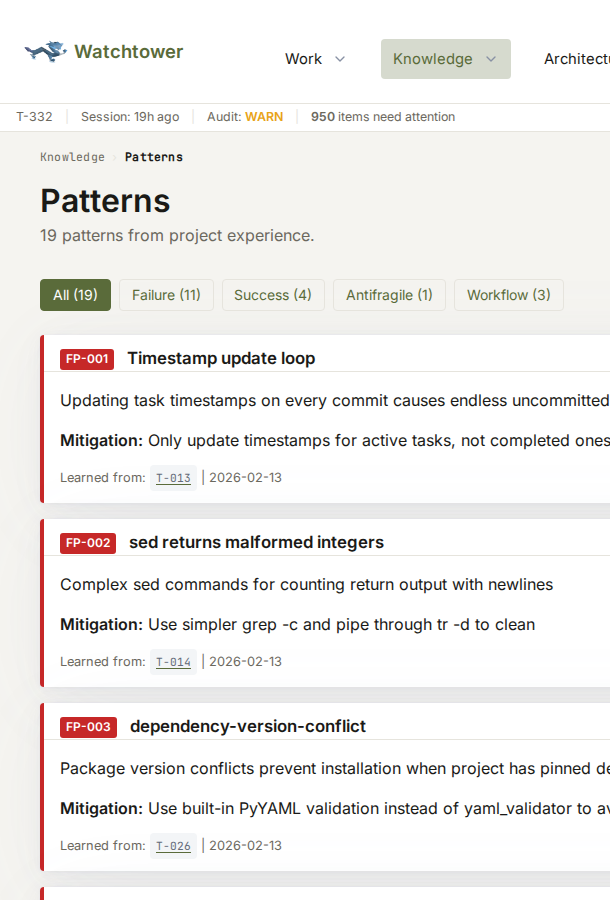 Watchtower
Work
Knowledge
T-332
Session: 19h ago
Audit: WARN
950 items need attention
Knowledge
Patterns
Patterns
19 patterns from project experience.
All (19)
Failure (11)
Success (4)
Antifragile (1)
Workflow (3)
FP-001 Timestamp update loop
Updating task timestamps on every commit causes endless uncommitted
Mitigation: Only update timestamps for active tasks, not completed ones
Learned from: T-013 | 2026-02-13
FP-002 sed returns malformed integers
Complex sed commands for counting return output with newlines
Mitigation: Use simpler grep -c and pipe through tr -d to clean
Learned from: T-014 | 2026-02-13
FP-003 dependency-version-conflict
Package version conflicts prevent installation when project has pinned
Mitigation: Use built-in PyYAML validation instead of yaml_validator to
Learned from: T-026 | 2026-02-13